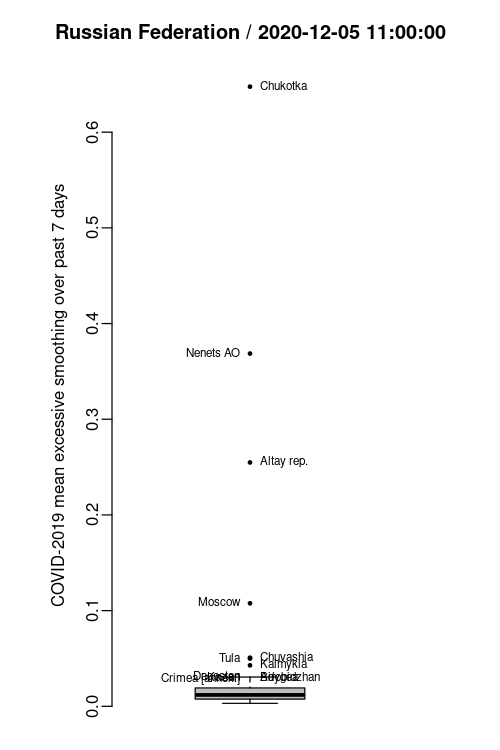 Russian Federation / 2020-12-05 11:00:00
COVID-2019 mean excessive smoothing over past 7 days
0.6
0.5
0.4
0.3
0.2
0.1
0.0
Chukotka
Nenets AO
Altay rep.
Moscow
Tula
Chuvashia
Kalmykia
Crimea